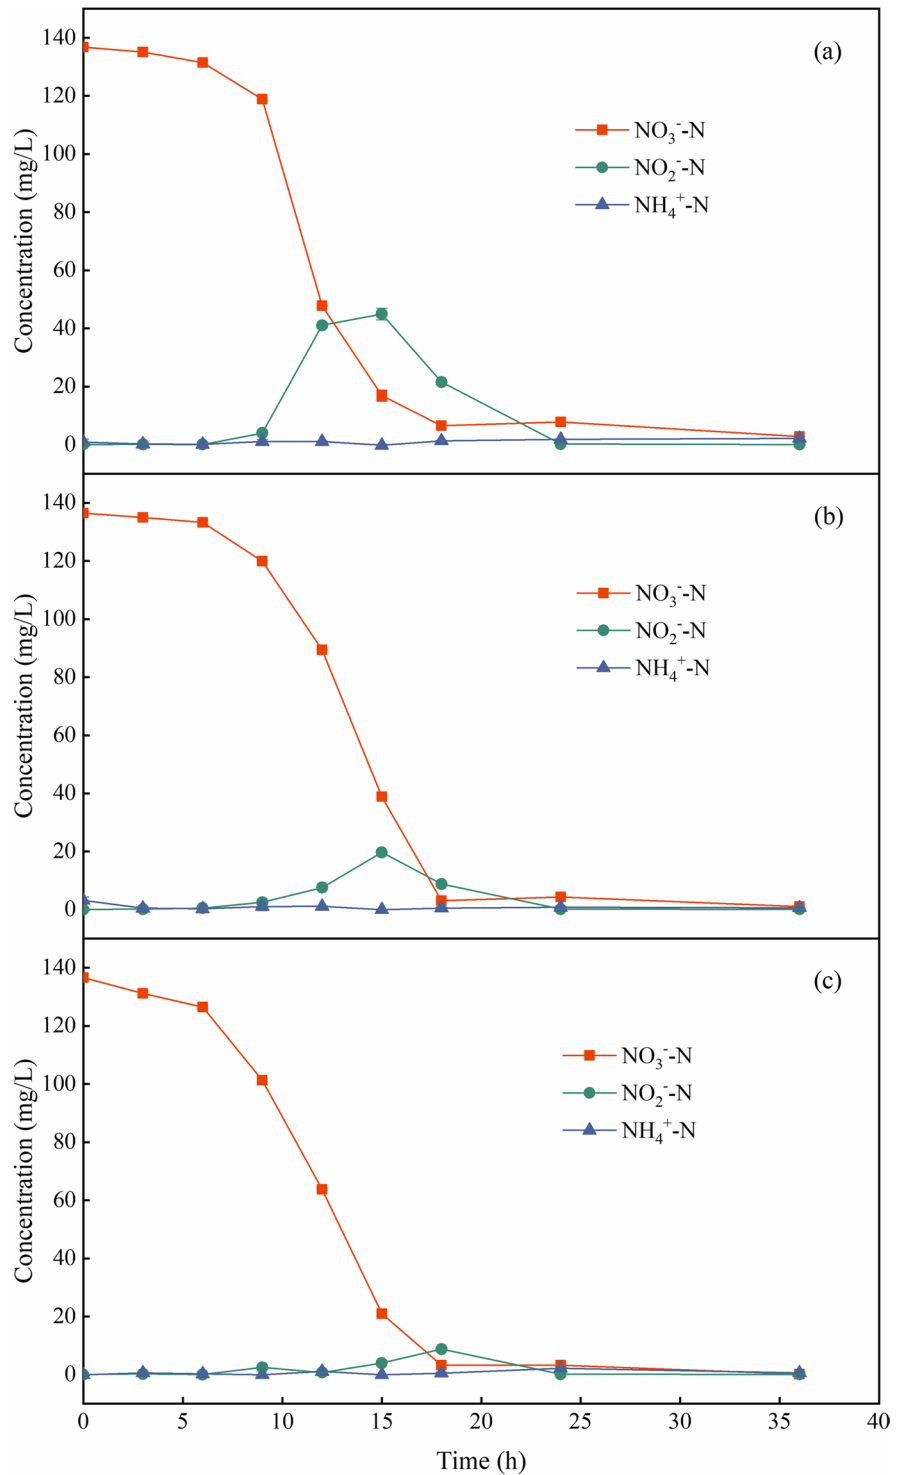 (a)
140
120
100
80
60
40
20
0
Concentration (mg/L)
NO₃⁻-N
NO₂⁻-N
NH₄⁺-N
(b)
140
120
100
80
60
40
20
0
Concentration (mg/L)
NO₃⁻-N
NO₂⁻-N
NH₄⁺-N
(c)
140
120
100
80
60
40
20
0
Concentration (mg/L)
NO₃⁻-N
NO₂⁻-N
NH₄⁺-N
0 5 10 15 20 25 30 35 40
Time (h)